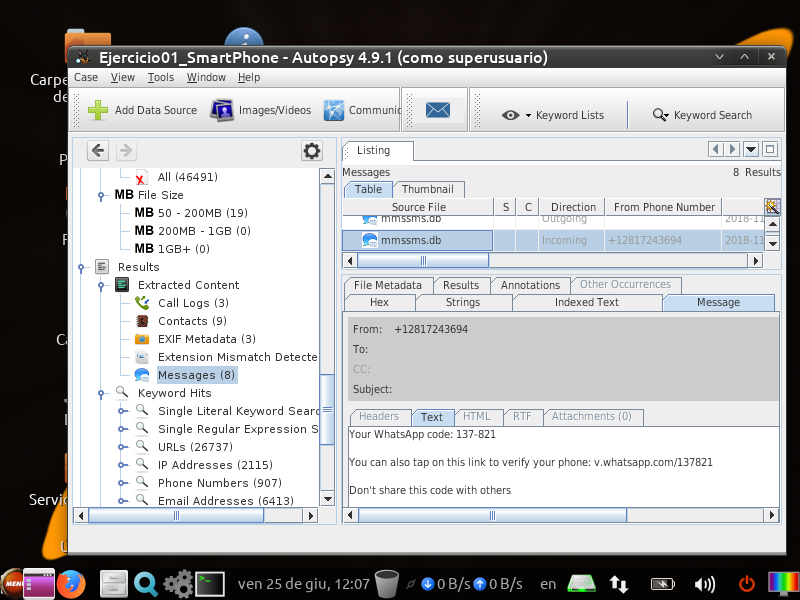 Carpe
de
Ejercicio01_SmartPhone - Autopsy 4.9.1 (como superusuario)
Case View Tools Window Help
Add Data Source Images/Videos Communic Keyword Lists Keyword Search
All (46491)
MB File Size
MB 50 - 200MB (19)
MB 200MB - 1GB (0)
MB 1GB+ (0)
Results
Extracted Content
Call Logs (3)
Contacts (9)
EXIF Metadata (3)
Extension Mismatch Detecte
Messages (8)
Keyword Hits
Single Literal Keyword Searc
Single Regular Expression S
URLs (26737)
IP Addresses (2115)
Phone Numbers (907)
Email Addresses (6413)
Listing
Messages 8 Results
Table Thumbnail
Source File S C Direction From Phone Number
mmssms.db Outgoing 2018-11
mmssms.db Incoming +12817243694 2018-11
File Metadata Results Annotations Other Occurrences
Hex Strings Indexed Text Message
From: +12817243694
To:
CC:
Subject:
Headers Text HTML RTF Attachments (0)
Your WhatsApp code: 137-821
You can also tap on this link to verify your phone: v.whatsapp.com/137821
Don't share this code with others
Servic
MENU ven 25 de giu, 12:07 0 B/s 0 B/s en